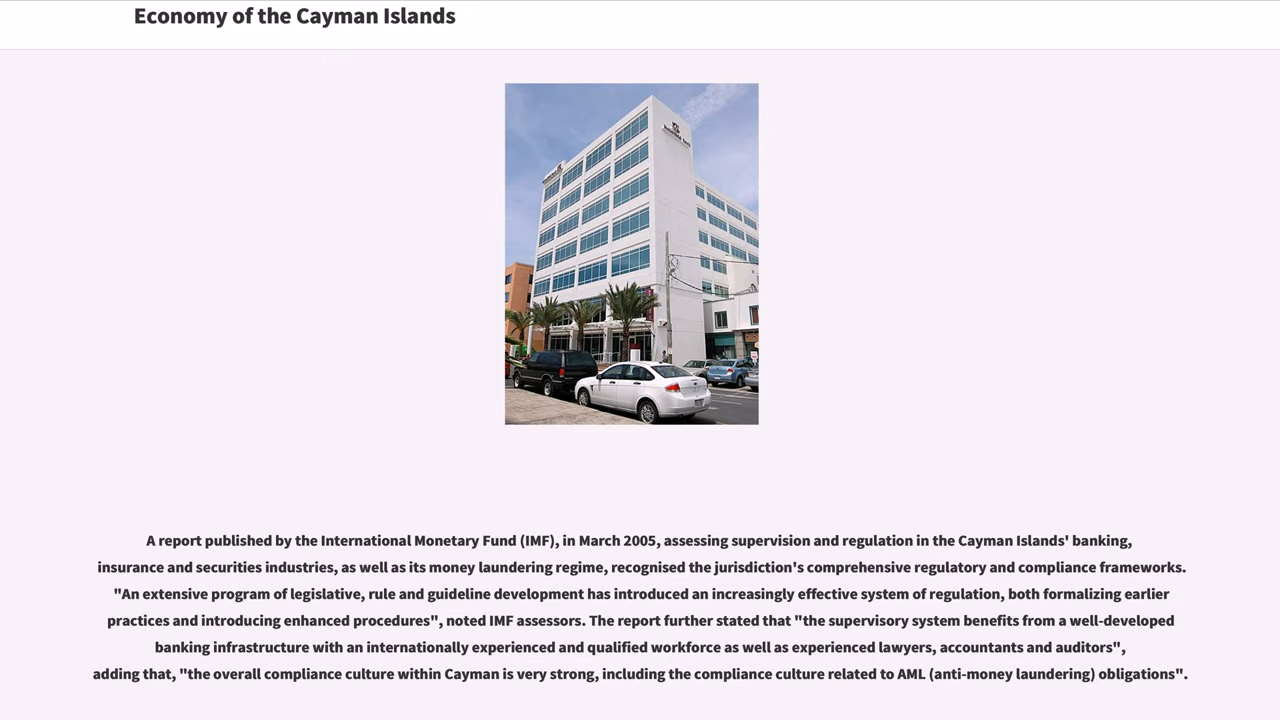 Economy of the Cayman Islands
A report published by the International Monetary Fund (IMF), in March 2005, assessing supervision and regulation in the Cayman Islands' banking,
insurance and securities industries, as well as its money laundering regime, recognised the jurisdiction's comprehensive regulatory and compliance frameworks.
"An extensive program of legislative, rule and guideline development has introduced an increasingly effective system of regulation, both formalizing earlier
practices and introducing enhanced procedures", noted IMF assessors. The report further stated that "the supervisory system benefits from a well-developed
banking infrastructure with an internationally experienced and qualified workforce as well as experienced lawyers, accountants and auditors",
adding that, "the overall compliance culture within Cayman is very strong, including the compliance culture related to AML (anti-money laundering) obligations".